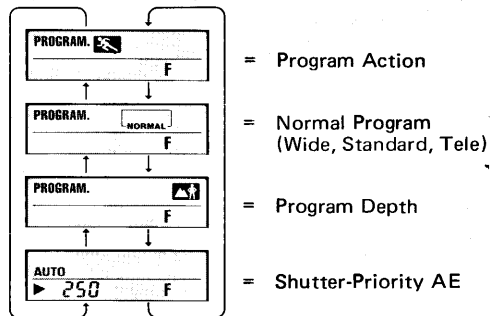 PROGRAM.
F
= Program Action
PROGRAM.
NORMAL
F
= Normal Program
(Wide, Standard, Tele)
PROGRAM.
F
= Program Depth
AUTO
▶ 250 F
= Shutter-Priority AE